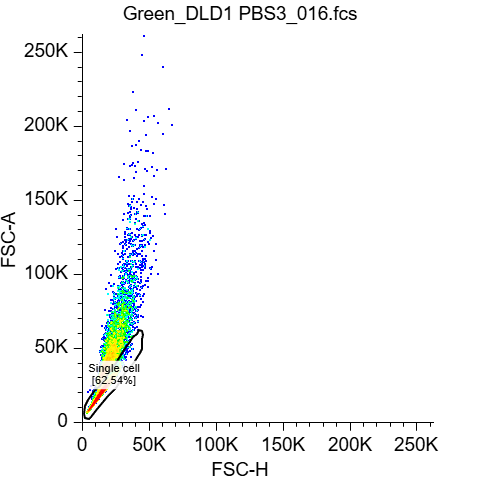 Green_DLD1 PBS3_016.fcs
250K
200K
150K
100K
50K
0
FSC-A
Single cell
[62.54%]
0 50K 100K 150K 200K 250K
FSC-H